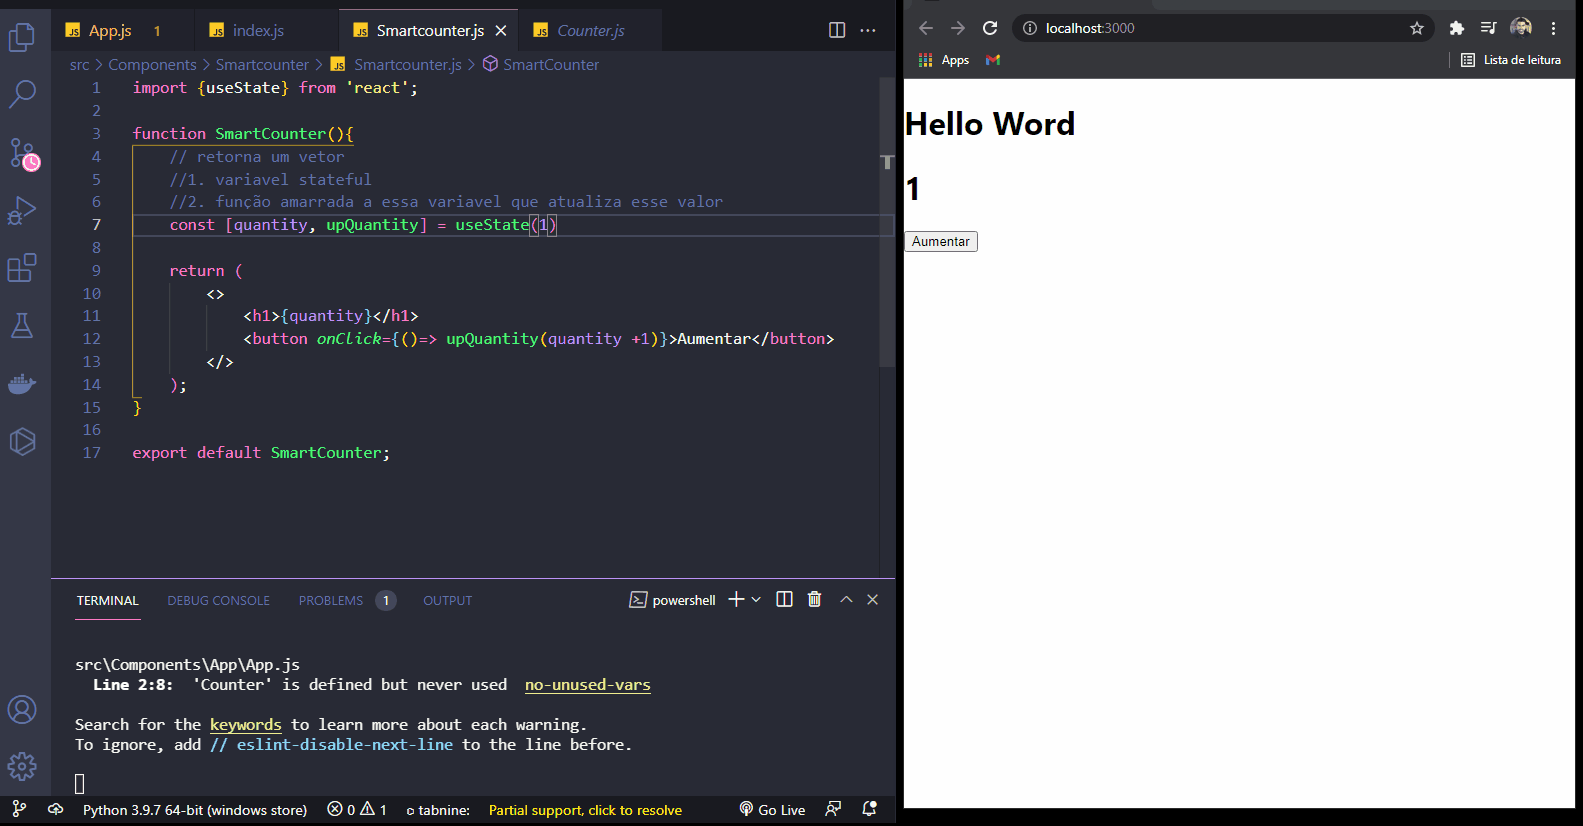 App.js 1 index.js Smartcounter.js Counter.js
src > Components > Smartcounter > Smartcounter.js > SmartCounter
1 import {useState} from 'react';
2
3 function SmartCounter(){
4 // retorna um vetor
5 //1. variavel stateful
6 //2. função amarrada a essa variavel que atualiza esse valor
7 const [quantity, upQuantity] = useState(1)
8
9 return (
10 <>
11 <h1>{quantity}</h1>
12 <button onClick={()=> upQuantity(quantity +1)}>Aumentar</button>
13 </>
14 );
15 }
16
17 export default SmartCounter;
TERMINAL DEBUG CONSOLE PROBLEMS 1 OUTPUT powershell
src\Components\App\App.js
Line 2:8: 'Counter' is defined but never used no-unused-vars
Search for the keywords to learn more about each warning.
To ignore, add // eslint-disable-next-line to the line before.
Python 3.9.7 64-bit (windows store) 0 1 tabnine: Partial support, click to resolve Go Live
localhost:3000
Apps Lista de leitura
Hello Word
1
Aumentar